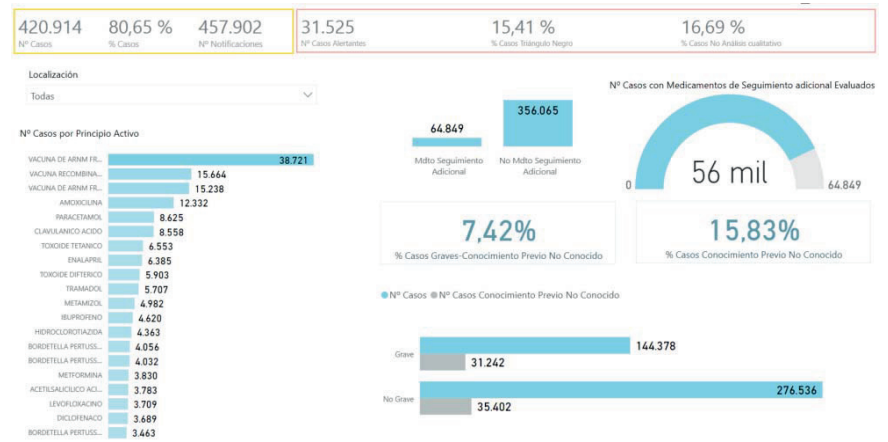 420.914
Nº Casos
80,65 %
% Casos
457.902
Nº Notificaciones
31.525
Nº Casos Alertantes
15,41 %
% Casos Triángulo Negro
16,69 %
% Casos No Análisis cualitativo
Localización
Todas
Nº Casos por Principio Activo
VACUNA DE ARNM FR... 38.721
VACUNA RECOMBINA... 15.664
VACUNA DE ARNM FR... 15.238
AMOXICILINA 12.332
PARACETAMOL 8.625
CLAVULANICO ACIDO 8.558
TOXOIDE TETANICO 6.553
ENALAPRIL 6.385
TOXOIDE DIFTERICO 5.903
TRAMADOL 5.707
METAMIZOL 4.982
IBUPROFENO 4.620
HIDROCLOROTIAZIDA 4.363
BORDETELLA PERTUSS... 4.056
BORDETELLA PERTUSS... 4.032
METFORMINA 3.830
ACETILSALICILICO ACI... 3.783
LEVOFLOXACINO 3.709
DICLOFENACO 3.689
BORDETELLA PERTUSS... 3.463
64.849
356.065
Mdto Seguimiento
Adicional
No Mdto Seguimiento
Adicional
Nº Casos con Medicamentos de Seguimiento adicional Evaluados
56 mil
0
64.849
7,42%
% Casos Graves-Conocimiento Previo No Conocido
15,83%
% Casos Conocimiento Previo No Conocido
Nº Casos Nº Casos Conocimiento Previo No Conocido
Grave
144.378
31.242
No Grave
276.536
35.402